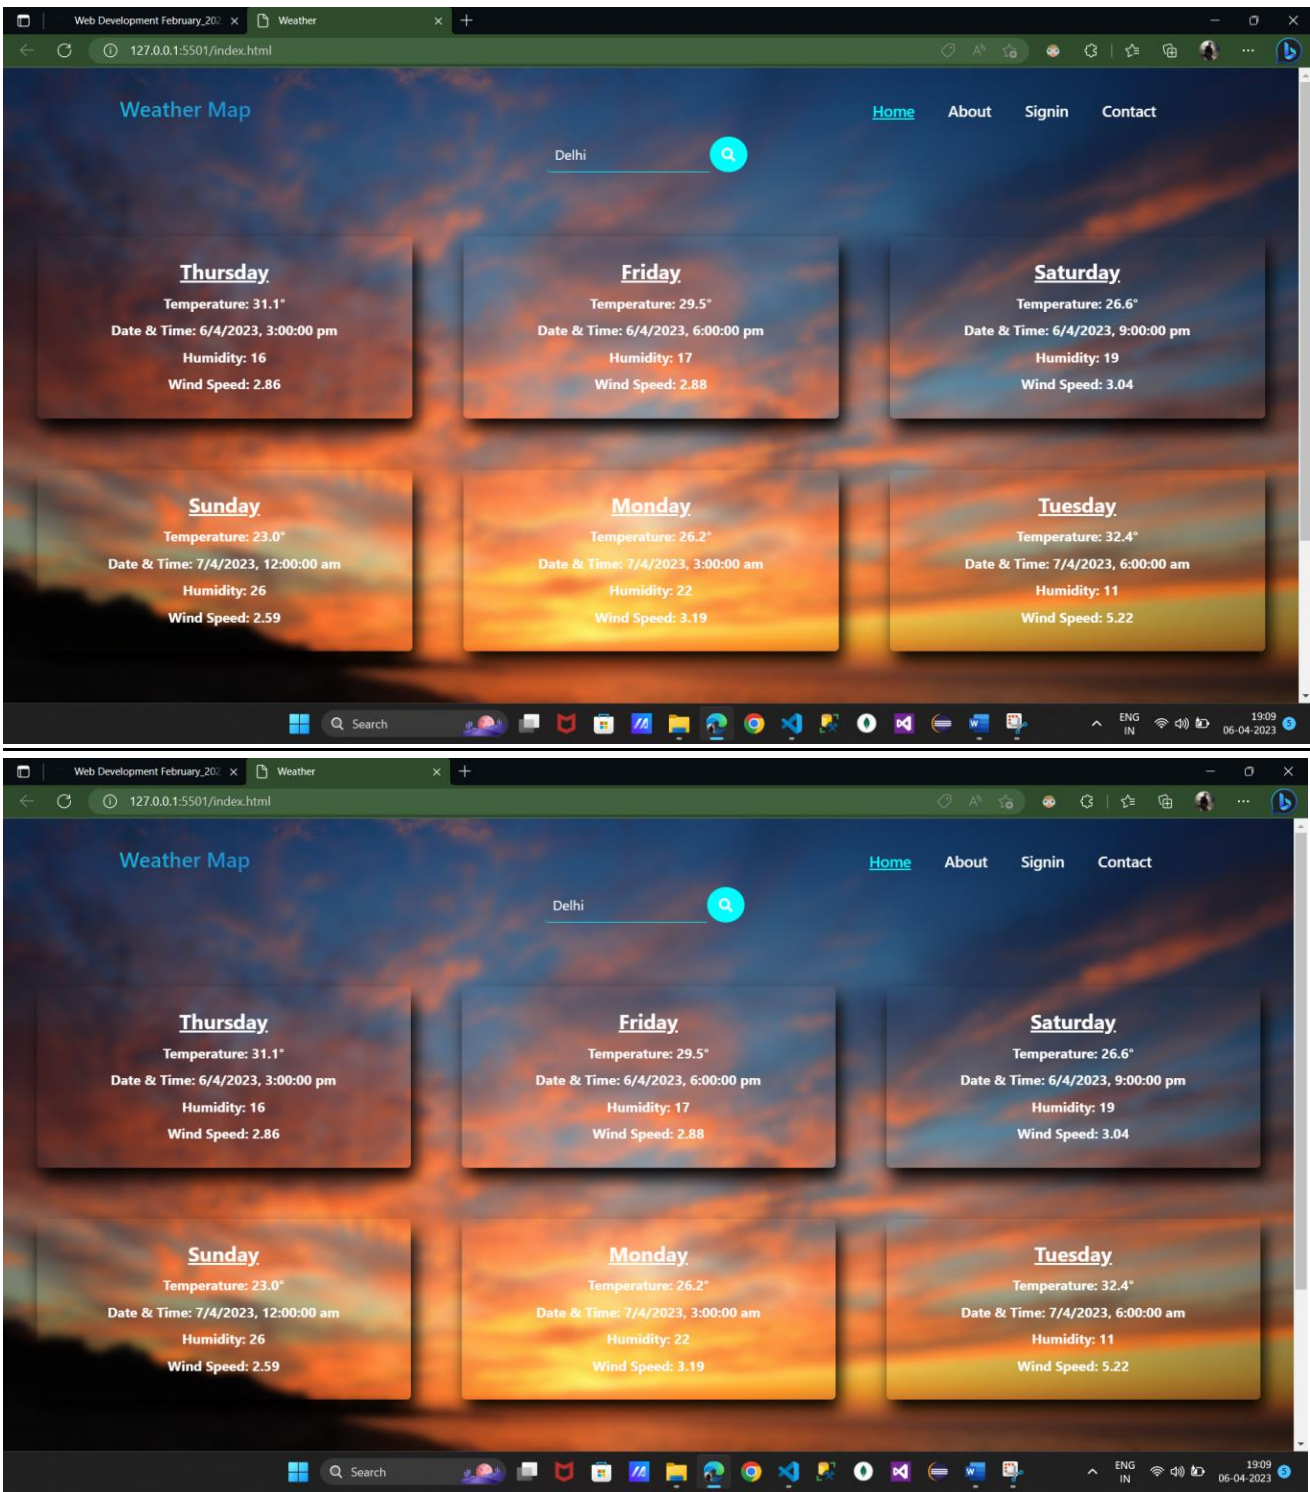 Web Development February_202
Weather
127.0.0.1:5501/index.html
Weather Map
Home About Signin Contact
Delhi
Thursday
Temperature: 31.1°
Date & Time: 6/4/2023, 3:00:00 pm
Humidity: 16
Wind Speed: 2.86
Friday
Temperature: 29.5°
Date & Time: 6/4/2023, 6:00:00 pm
Humidity: 17
Wind Speed: 2.88
Saturday
Temperature: 26.6°
Date & Time: 6/4/2023, 9:00:00 pm
Humidity: 19
Wind Speed: 3.04
Sunday
Temperature: 23.0°
Date & Time: 7/4/2023, 12:00:00 am
Humidity: 26
Wind Speed: 2.59
Monday
Temperature: 26.2°
Date & Time: 7/4/2023, 3:00:00 am
Humidity: 22
Wind Speed: 3.19
Tuesday
Temperature: 32.4°
Date & Time: 7/4/2023, 6:00:00 am
Humidity: 11
Wind Speed: 5.22
Search
ENG
IN
19:09
06-04-2023
5
Web Development February_202
Weather
127.0.0.1:5501/index.html
Weather Map
Home About Signin Contact
Delhi
Thursday
Temperature: 31.1°
Date & Time: 6/4/2023, 3:00:00 pm
Humidity: 16
Wind Speed: 2.86
Friday
Temperature: 29.5°
Date & Time: 6/4/2023, 6:00:00 pm
Humidity: 17
Wind Speed: 2.88
Saturday
Temperature: 26.6°
Date & Time: 6/4/2023, 9:00:00 pm
Humidity: 19
Wind Speed: 3.04
Sunday
Temperature: 23.0°
Date & Time: 7/4/2023, 12:00:00 am
Humidity: 26
Wind Speed: 2.59
Monday
Temperature: 26.2°
Date & Time: 7/4/2023, 3:00:00 am
Humidity: 22
Wind Speed: 3.19
Tuesday
Temperature: 32.4°
Date & Time: 7/4/2023, 6:00:00 am
Humidity: 11
Wind Speed: 5.22
Search
ENG
IN
19:09
06-04-2023
5